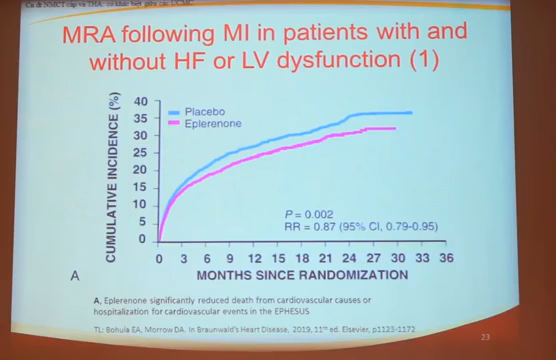 MRA following MI in patients with and
without HF or LV dysfunction (1)
CUMULATIVE INCIDENCE (%)
40
35
30
25
20
15
10
5
0
Placebo
Eplerenone
P = 0.002
RR = 0.87 (95% CI, 0.79-0.95)
0 3 6 9 12 15 18 21 24 27 30 33 36
A
MONTHS SINCE RANDOMIZATION
A, Eplerenone significantly reduced death from cardiovascular causes or
hospitalization for cardiovascular events in the EPHESUS
TL: Bohula EA, Morrow DA. In Braunwald's Heart Disease, 2019, 11th ed. Elsevier, p1123-1172
23